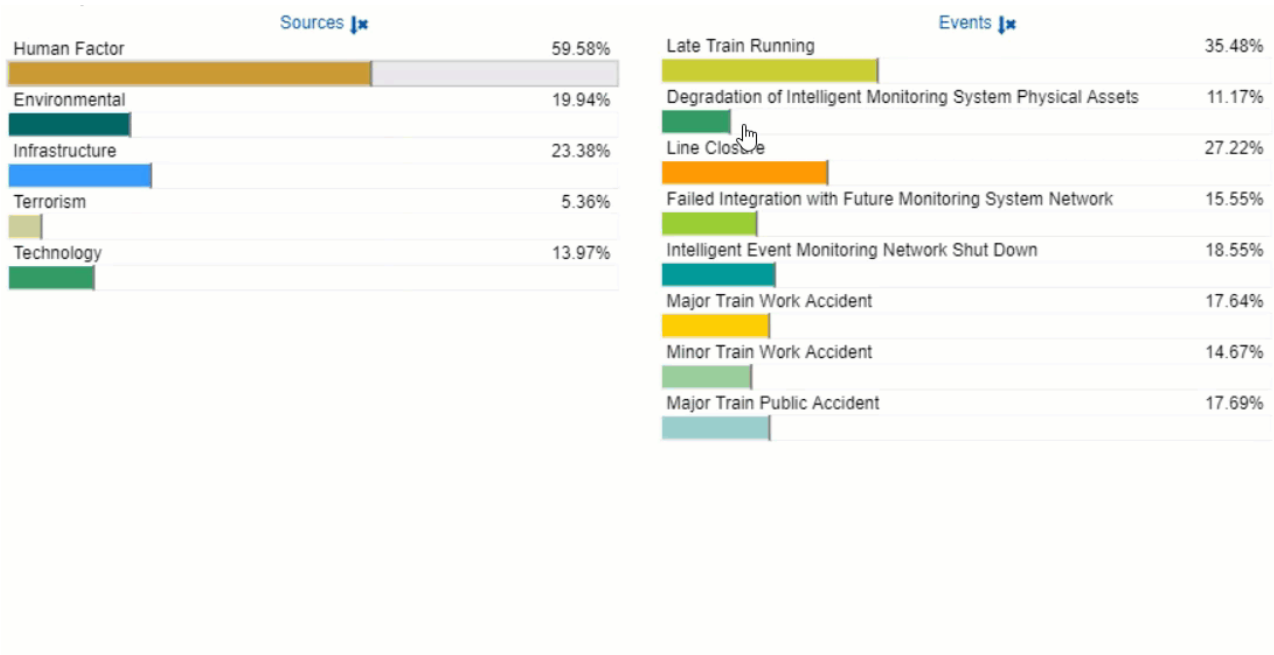 Sources
Human Factor 59.58%
Environmental 19.94%
Infrastructure 23.38%
Terrorism 5.36%
Technology 13.97%
Events
Late Train Running 35.48%
Degradation of Intelligent Monitoring System Physical Assets 11.17%
Line Closure 27.22%
Failed Integration with Future Monitoring System Network 15.55%
Intelligent Event Monitoring Network Shut Down 18.55%
Major Train Work Accident 17.64%
Minor Train Work Accident 14.67%
Major Train Public Accident 17.69%